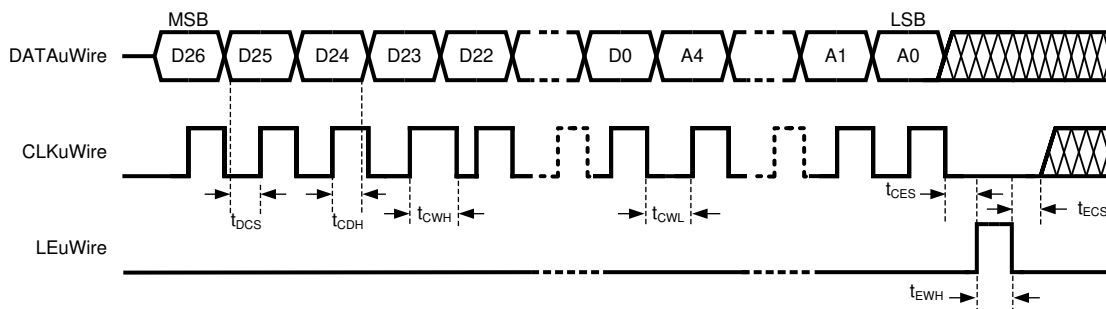 MSB LSB
DATAuWire D26 D25 D24 D23 D22 D0 A4 A1 A0
CLKuWire
tCES
tDCS tCDH tCWH tCWL tECS
LEuWire
tEWH